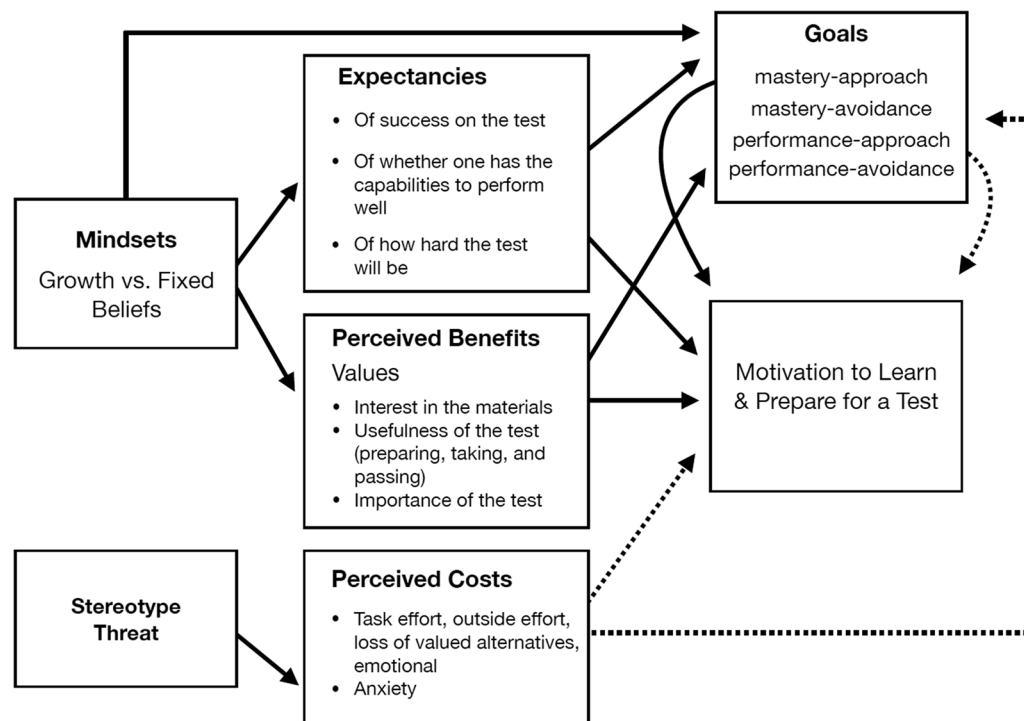 Goals
mastery-approach
mastery-avoidance
performance-approach
performance-avoidance
Expectancies
• Of success on the test
• Of whether one has the
capabilities to perform
well
• Of how hard the test
will be
Mindsets
Growth vs. Fixed
Beliefs
Perceived Benefits
Values
• Interest in the materials
• Usefulness of the test
(preparing, taking, and
passing)
• Importance of the test
Motivation to Learn
& Prepare for a Test
Stereotype
Threat
Perceived Costs
• Task effort, outside effort,
loss of valued alternatives,
emotional
• Anxiety